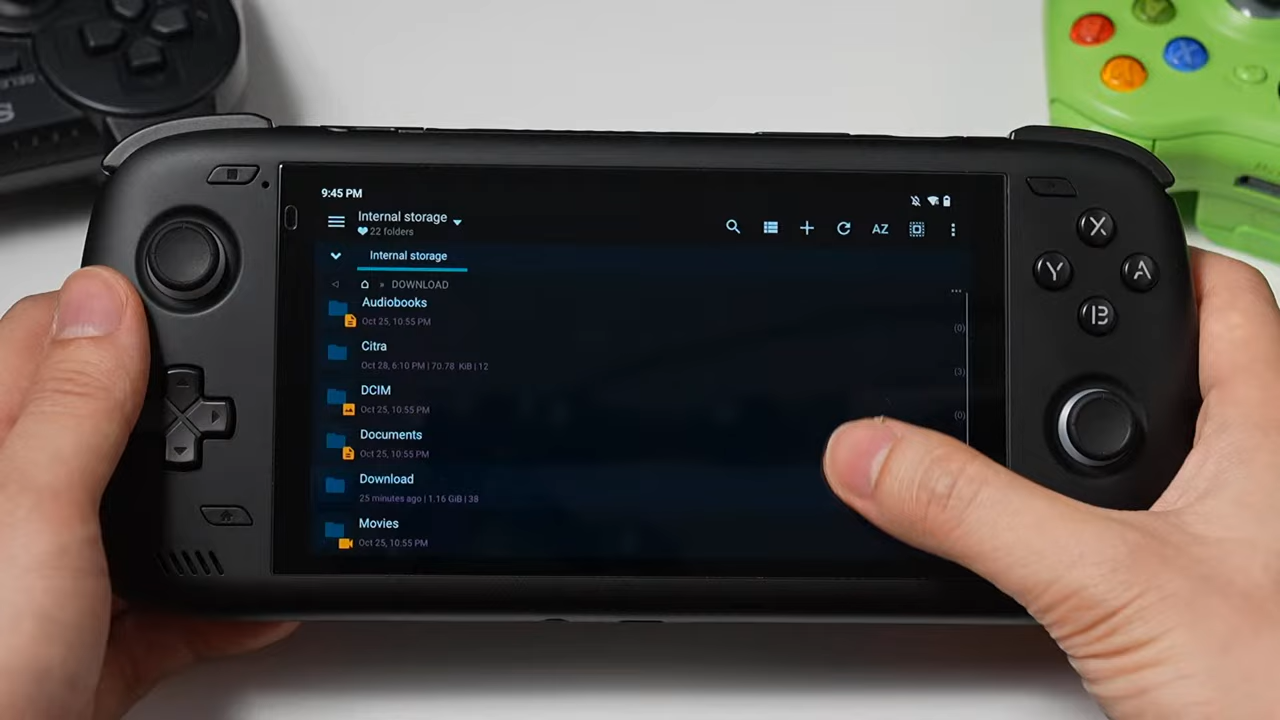 SELE
S
X
A
9:45 PM
Internal storage
22 folders
AZ
Internal storage
» DOWNLOAD
Audiobooks
Oct 25, 10:55 PM
(0)
Citra
Oct 28, 6:10 PM | 70.78 KiB | 12
(3)
DCIM
Oct 25, 10:55 PM
(0)
Documents
Oct 25, 10:55 PM
Download
25 minutes ago | 1.16 GiB | 38
Movies
Oct 25, 10:55 PM
X
Y
A
B